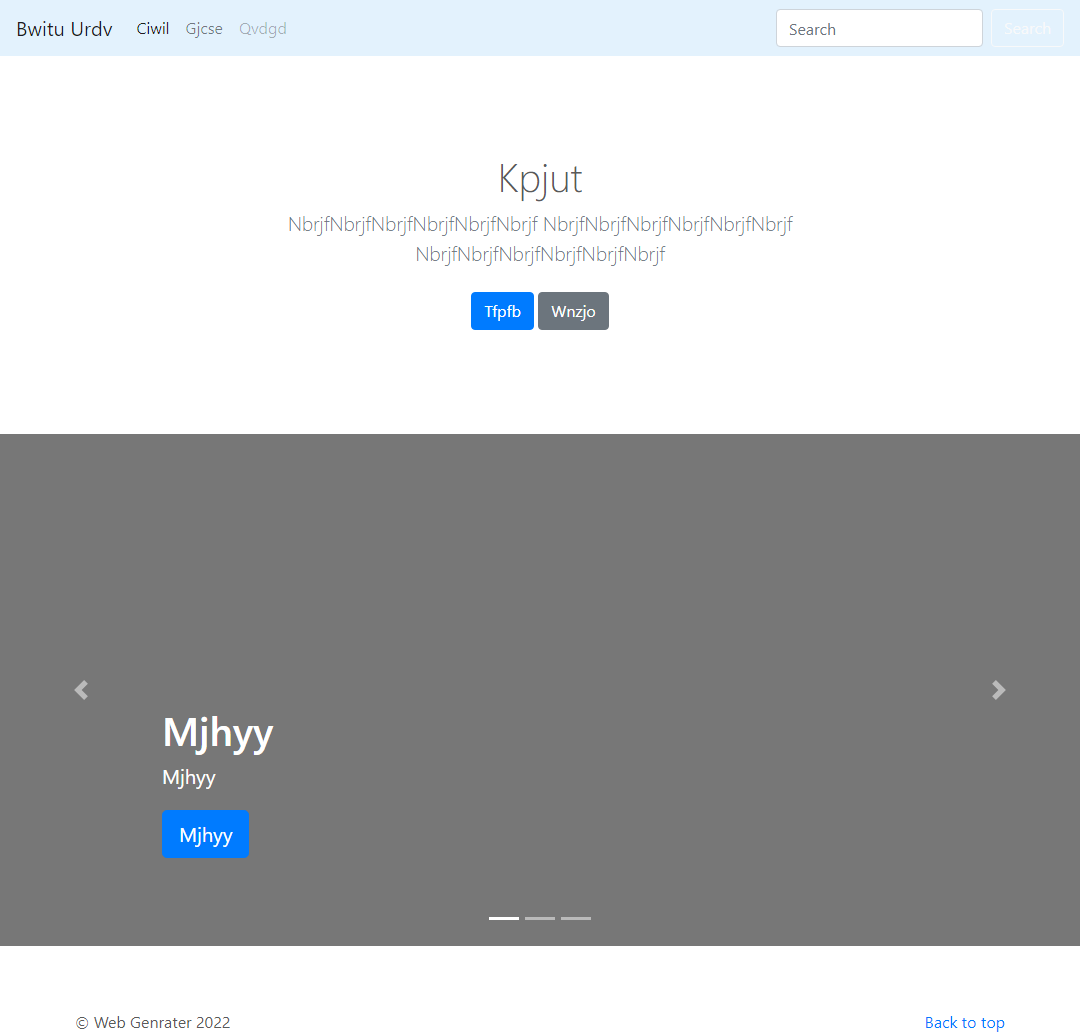 Bwitu Urdv Ciwil Gjcse Qvdgd Search Search
Kpjut
NbrjfNbrjfNbrjfNbrjfNbrjfNbrjf NbrjfNbrjfNbrjfNbrjfNbrjfNbrjf
NbrjfNbrjfNbrjfNbrjfNbrjfNbrjf
Tfpfb Wnzjo
Mjhyy
Mjhyy
Mjhyy
© Web Genrater 2022 Back to top